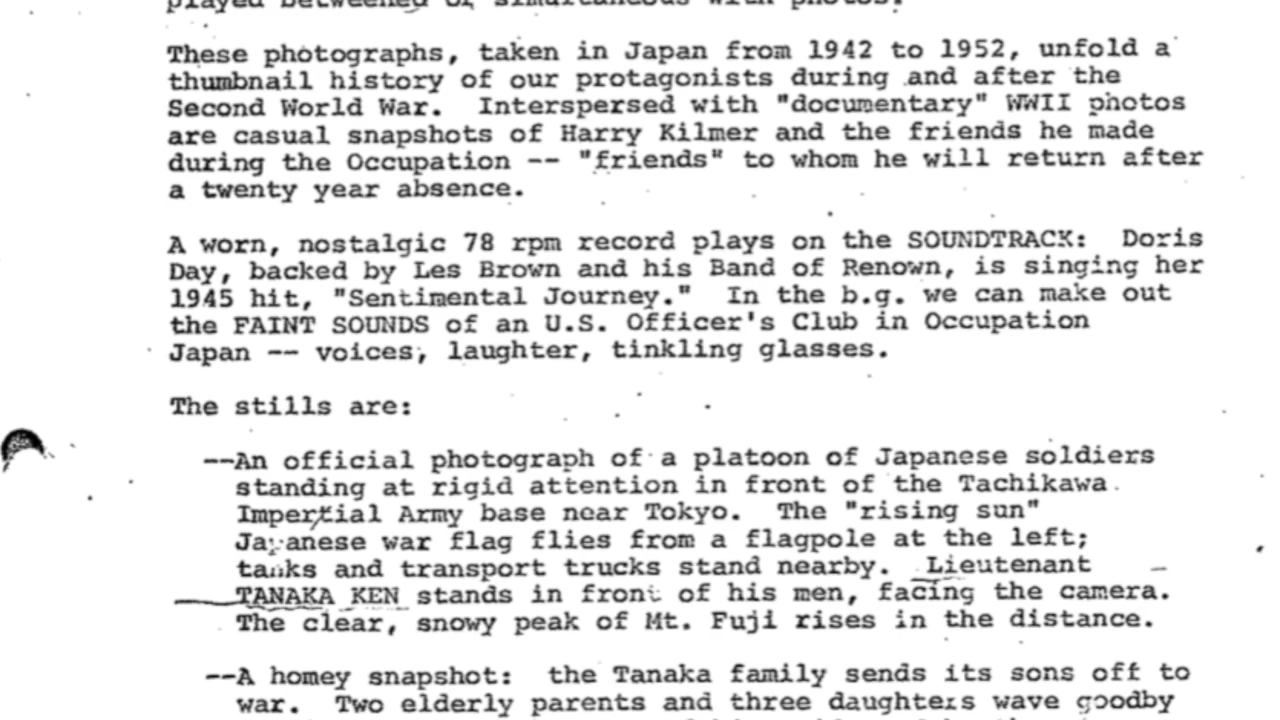 played betweened or simultaneous with photos.
These photographs, taken in Japan from 1942 to 1952, unfold a
thumbnail history of our protagonists during and after the
Second World War.  Interspersed with "documentary" WWII photos
are casual snapshots of Harry Kilmer and the friends he made
during the Occupation -- "friends" to whom he will return after
a twenty year absence.
A worn, nostalgic 78 rpm record plays on the SOUNDTRACK:  Doris
Day, backed by Les Brown and his Band of Renown, is singing her
1945 hit, "Sentimental Journey."  In the b.g. we can make out
the FAINT SOUNDS of an U.S. Officer's Club in Occupation
Japan -- voices, laughter, tinkling glasses.
The stills are:
--An official photograph of a platoon of Japanese soldiers
standing at rigid attention in front of the Tachikawa
Impertial Army base near Tokyo.  The "rising sun"
Japanese war flag flies from a flagpole at the left;
tanks and transport trucks stand nearby.  Lieutenant
TANAKA KEN stands in front of his men, facing the camera.
The clear, snowy peak of Mt. Fuji rises in the distance.
--A homey snapshot:  the Tanaka family sends its sons off to
war.  Two elderly parents and three daughters wave goodby